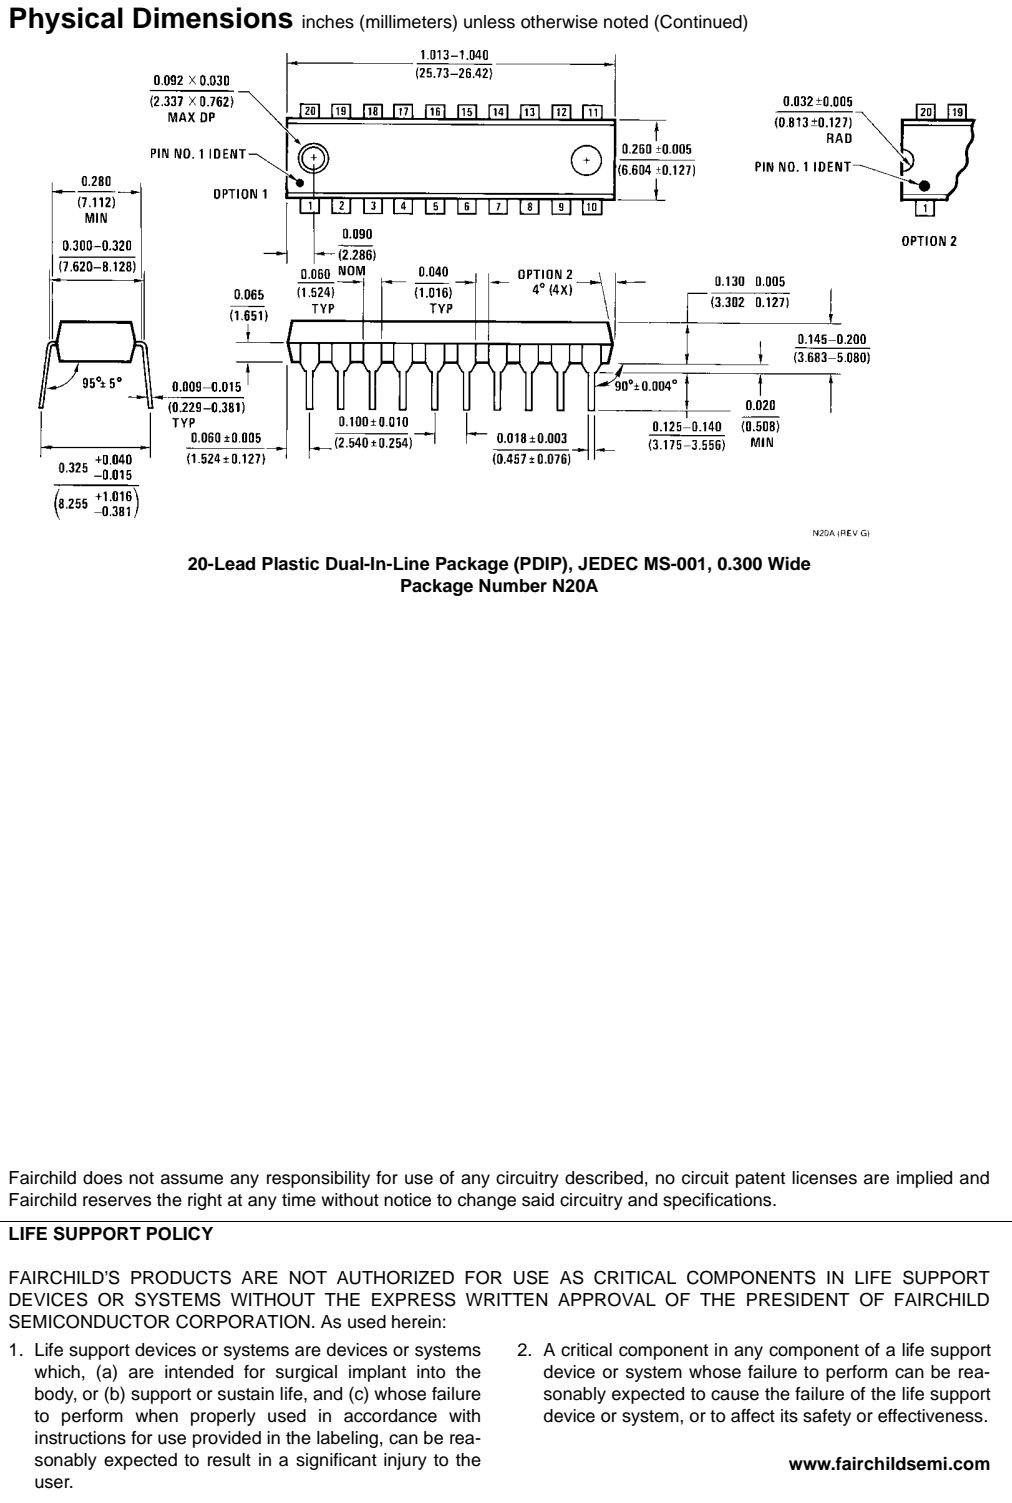 Physical Dimensions inches (millimeters) unless otherwise noted (Continued)
1.013–1.040
(25.73–26.42)
0.092 × 0.030
(2.337 × 0.762)
MAX DP
20 19 18 17 16 15 14 13 12 11
PIN NO. 1 IDENT
OPTION 1
1 2 3 4 5 6 7 8 9 10
0.260 ±0.005
(6.604 ±0.127)
0.032 ±0.005
(0.813 ±0.127)
RAD
PIN NO. 1 IDENT
20 19
1
OPTION 2
0.280
(7.112)
MIN
0.300–0.320
(7.620–8.128)
0.090
(2.286)
NOM
0.060
(1.524)
TYP
0.040
(1.016)
TYP
OPTION 2
4° (4X)
0.065
(1.651)
0.130 0.005
(3.302 0.127)
0.145–0.200
(3.683–5.080)
95°± 5°
0.009–0.015
(0.229–0.381)
TYP
90°±0.004°
0.020
(0.508)
MIN
0.125–0.140
(3.175–3.556)
0.100±0.010
(2.540 ±0.254)
0.060 ±0.005
(1.524 ±0.127)
0.018 ±0.003
(0.457 ±0.076)
0.325 +0.040
–0.015
(8.255 +1.016
–0.381)
N20A (REV G)
20-Lead Plastic Dual-In-Line Package (PDIP), JEDEC MS-001, 0.300 Wide
Package Number N20A
Fairchild does not assume any responsibility for use of any circuitry described, no circuit patent licenses are implied and
Fairchild reserves the right at any time without notice to change said circuitry and specifications.
LIFE SUPPORT POLICY
FAIRCHILD'S PRODUCTS ARE NOT AUTHORIZED FOR USE AS CRITICAL COMPONENTS IN LIFE SUPPORT
DEVICES OR SYSTEMS WITHOUT THE EXPRESS WRITTEN APPROVAL OF THE PRESIDENT OF FAIRCHILD
SEMICONDUCTOR CORPORATION. As used herein:
1. Life support devices or systems are devices or systems
which, (a) are intended for surgical implant into the
body, or (b) support or sustain life, and (c) whose failure
to perform when properly used in accordance with
instructions for use provided in the labeling, can be rea-
sonably expected to result in a significant injury to the
user.
2. A critical component in any component of a life support
device or system whose failure to perform can be rea-
sonably expected to cause the failure of the life support
device or system, or to affect its safety or effectiveness.
www.fairchildsemi.com